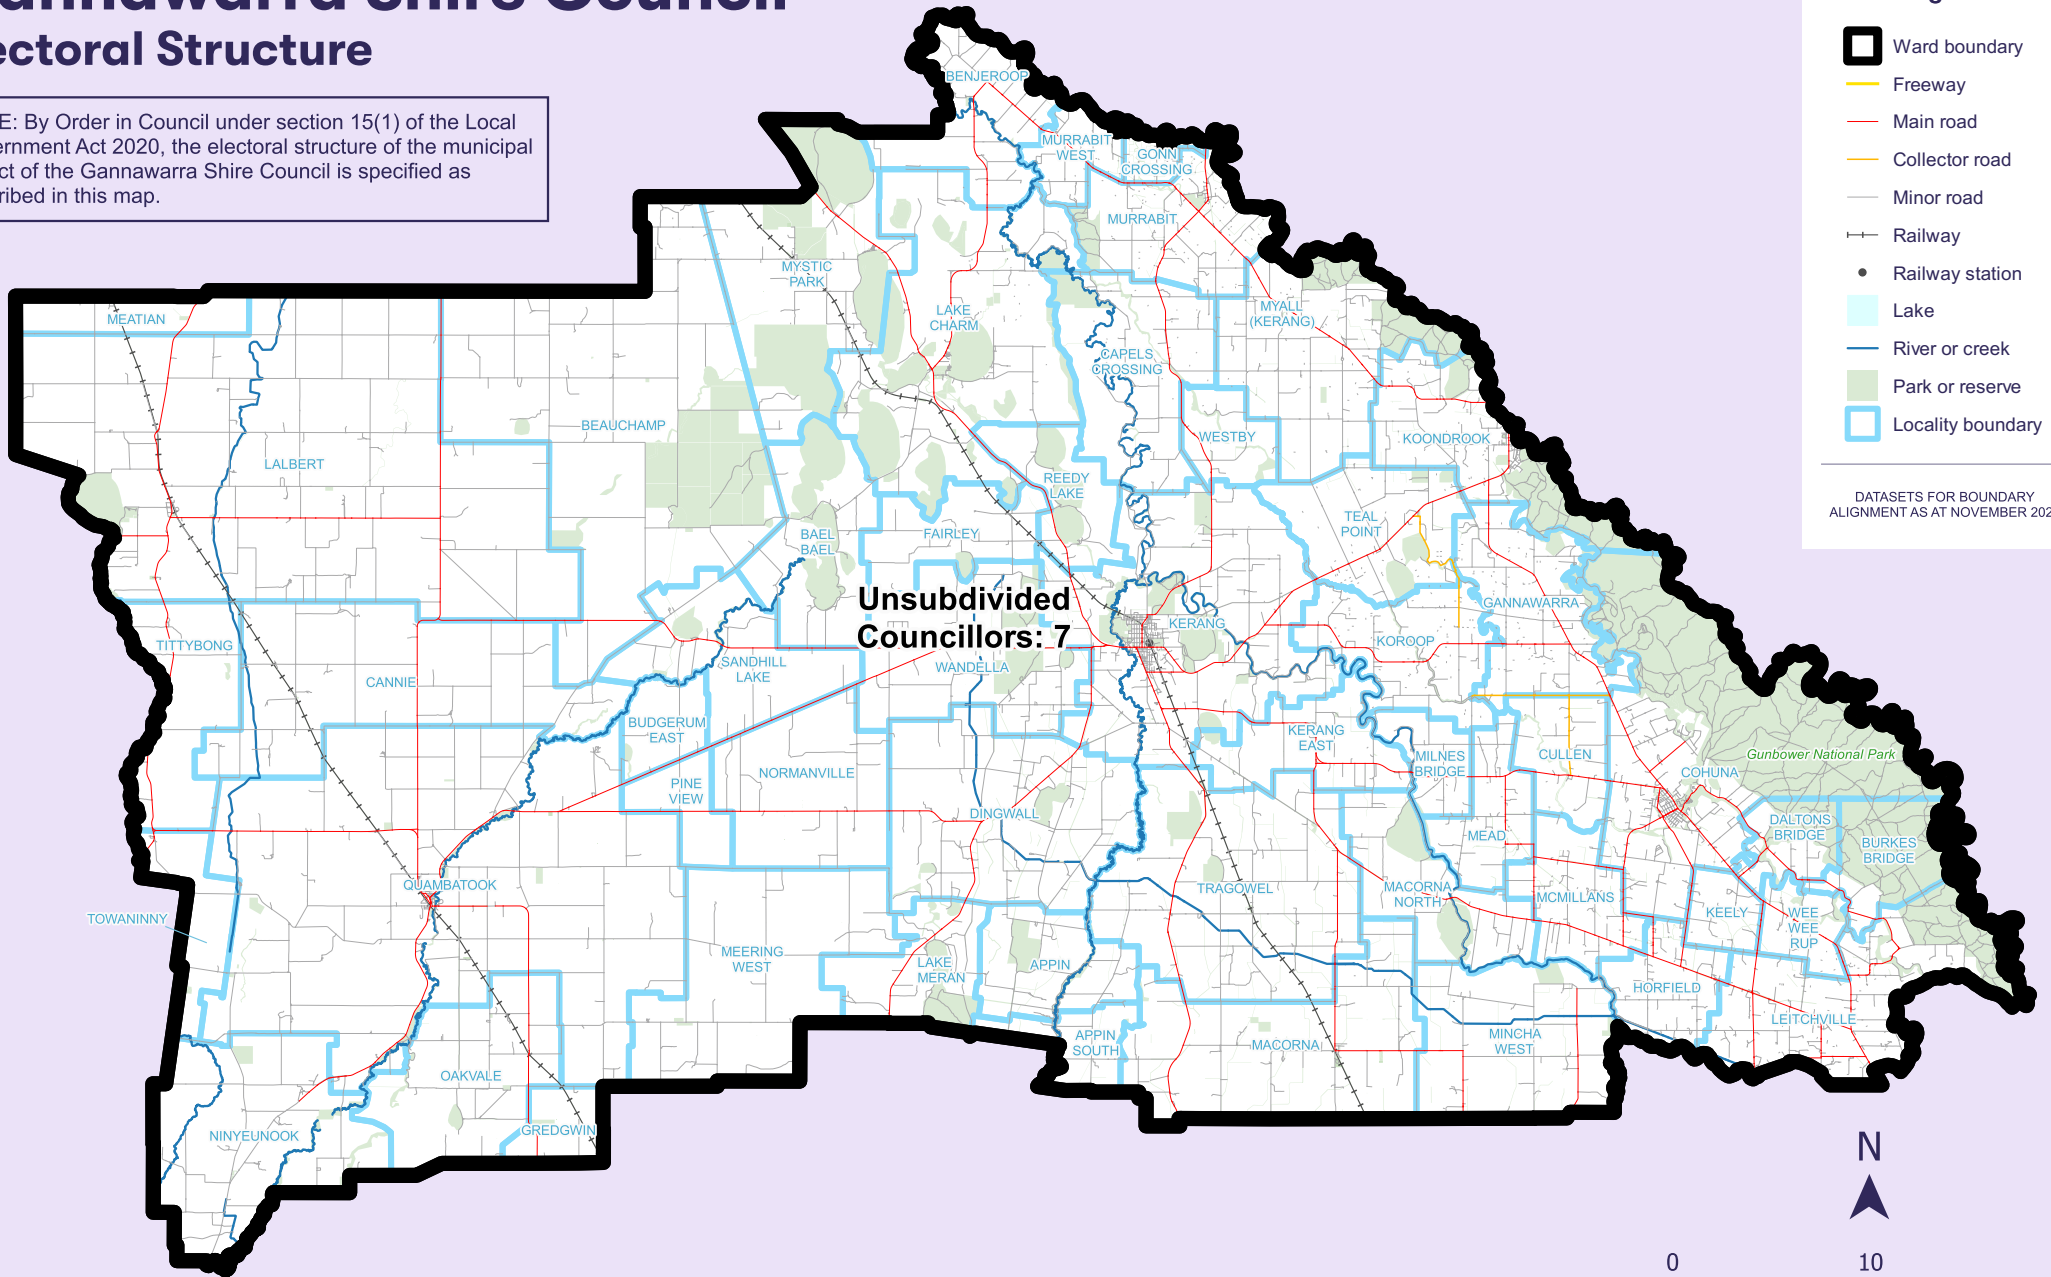 ectoral Structure
E: By Order in Council under section 15(1) of the Local
ernment Act 2020, the electoral structure of the municipal
ct of the Gannawarra Shire Council is specified as
ribed in this map.
Ward boundary
Freeway
Main road
Collector road
Minor road
Railway
Railway station
Lake
River or creek
Park or reserve
Locality boundary
DATASETS FOR BOUNDARY
ALIGNMENT AS AT NOVEMBER 202
BENJEROOP
MURRABIT
WEST
GONN
CROSSING
MURRABIT
MYSTIC
PARK
LAKE
CHARM
MYALL
(KERANG)
MEATIAN
CAPELS
CROSSING
BEAUCHAMP
WESTBY
KOONDROOK
LALBERT
REEDY
LAKE
TEAL
POINT
BAEL
BAEL
FAIRLEY
Unsubdivided
Councillors: 7
GANNAWARRA
KERANG
KOROOP
TITTYBONG
CANNIE
SANDHILL
LAKE
WANDELLA
BUDGERUM
EAST
KERANG
EAST
MILNES
BRIDGE
CULLEN
Gunbower National Park
COHUNA
PINE
VIEW
NORMANVILLE
DINGWALL
MEAD
DALTONS
BRIDGE
BURKES
BRIDGE
QUAMBATOOK
TRAGOWEL
MACORNA
NORTH
MCMILLANS
KEELY
WEE
WEE
RUP
TOWANINNY
MEERING
WEST
LAKE
MERAN
APPIN
HORFIELD
LEITCHVILLE
APPIN
SOUTH
MACORNA
MINCHA
WEST
OAKVALE
NINYEUNOOK
GREDGWIN
N
0 10